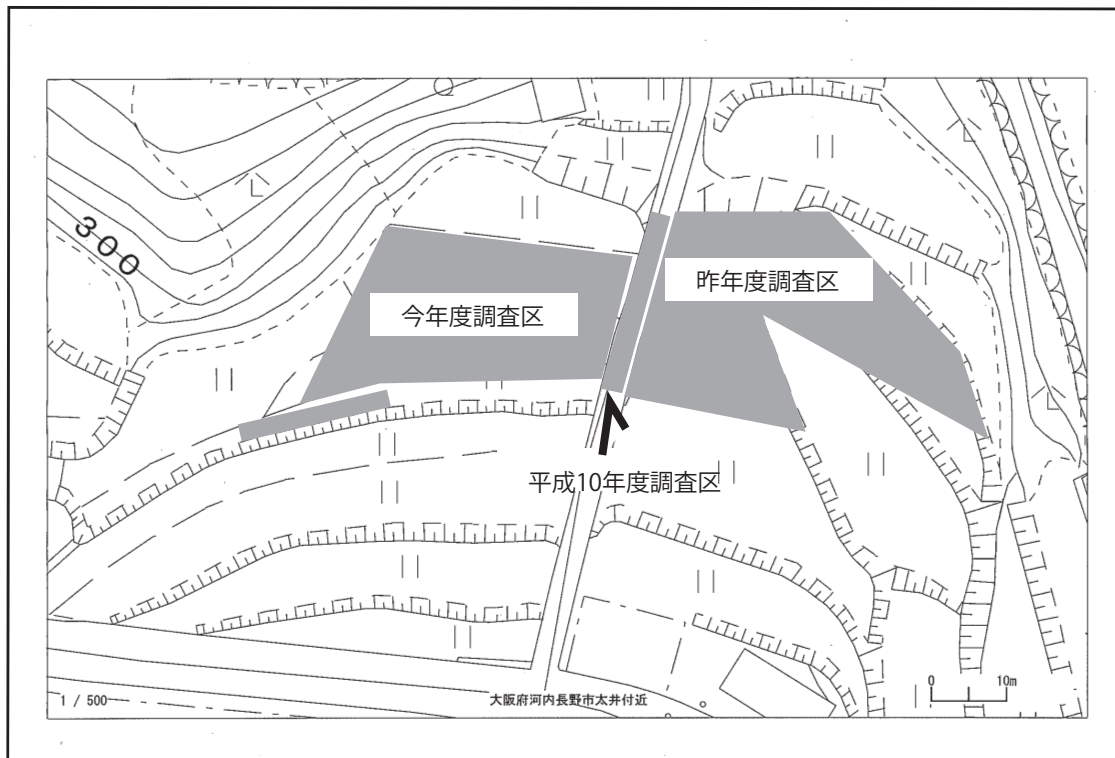 300
昨年度調査区
今年度調査区
平成10年度調査区
0 10m
1 / 500
大阪府河内長野市太井付近